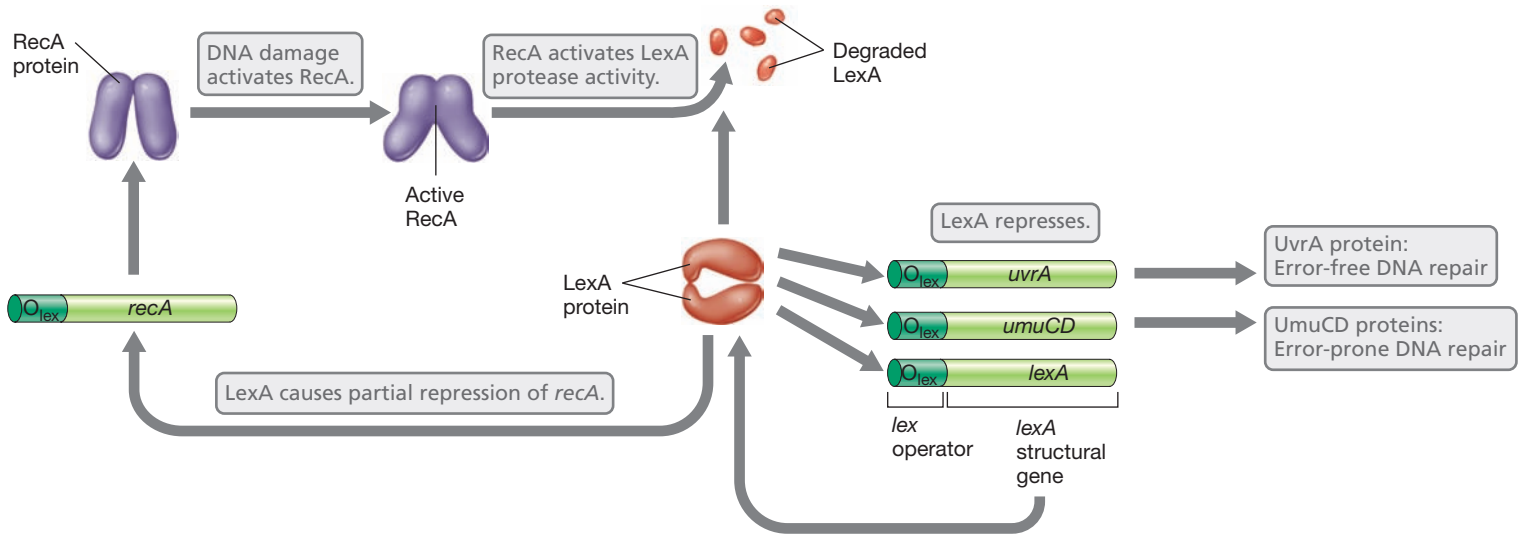 RecA
protein
DNA damage
activates RecA.
RecA activates LexA
protease activity.
Degraded
LexA
Active
RecA
LexA represses.
UvrA protein:
Error-free DNA repair
LexA
protein
Olex uvrA
Olex recA
Olex umuCD
UmuCD proteins:
Error-prone DNA repair
Olex lexA
LexA causes partial repression of recA.
lex
operator
lexA
structural
gene